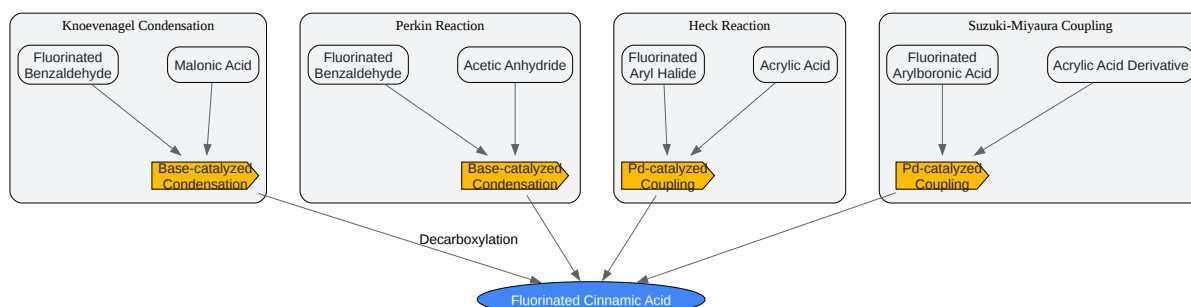 Knoevenagel Condensation
Fluorinated
Benzaldehyde
Malonic Acid
Base-catalyzed
Condensation
Perkin Reaction
Fluorinated
Benzaldehyde
Acetic Anhydride
Base-catalyzed
Condensation
Heck Reaction
Fluorinated
Aryl Halide
Acrylic Acid
Pd-catalyzed
Coupling
Suzuki-Miyaura Coupling
Fluorinated
Arylboronic Acid
Acrylic Acid Derivative
Pd-catalyzed
Coupling
Decarboxylation
Fluorinated Cinnamic Acid